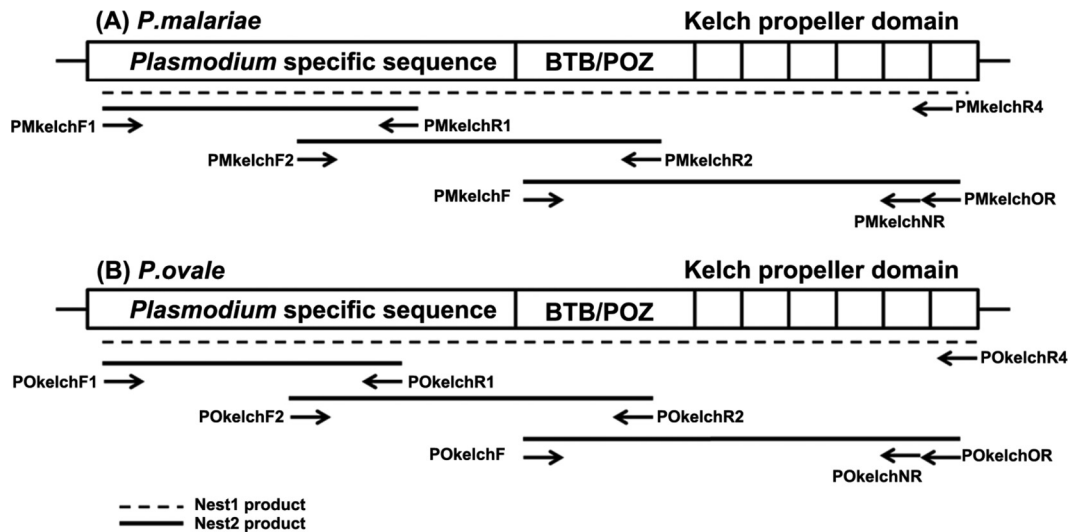 (A) P.malariae Kelch propeller domain
Plasmodium specific sequence BTB/POZ
PMkelchF1 PMkelchR1 PMkelchR4
PMkelchF2 PMkelchR2
PMkelchF PMkelchOR
PMkelchNR
(B) P.ovale Kelch propeller domain
Plasmodium specific sequence BTB/POZ
POkelchR4
POkelchF1 POkelchR1
POkelchF2 POkelchR2
POkelchF POkelchOR
POkelchNR
Nest1 product
Nest2 product